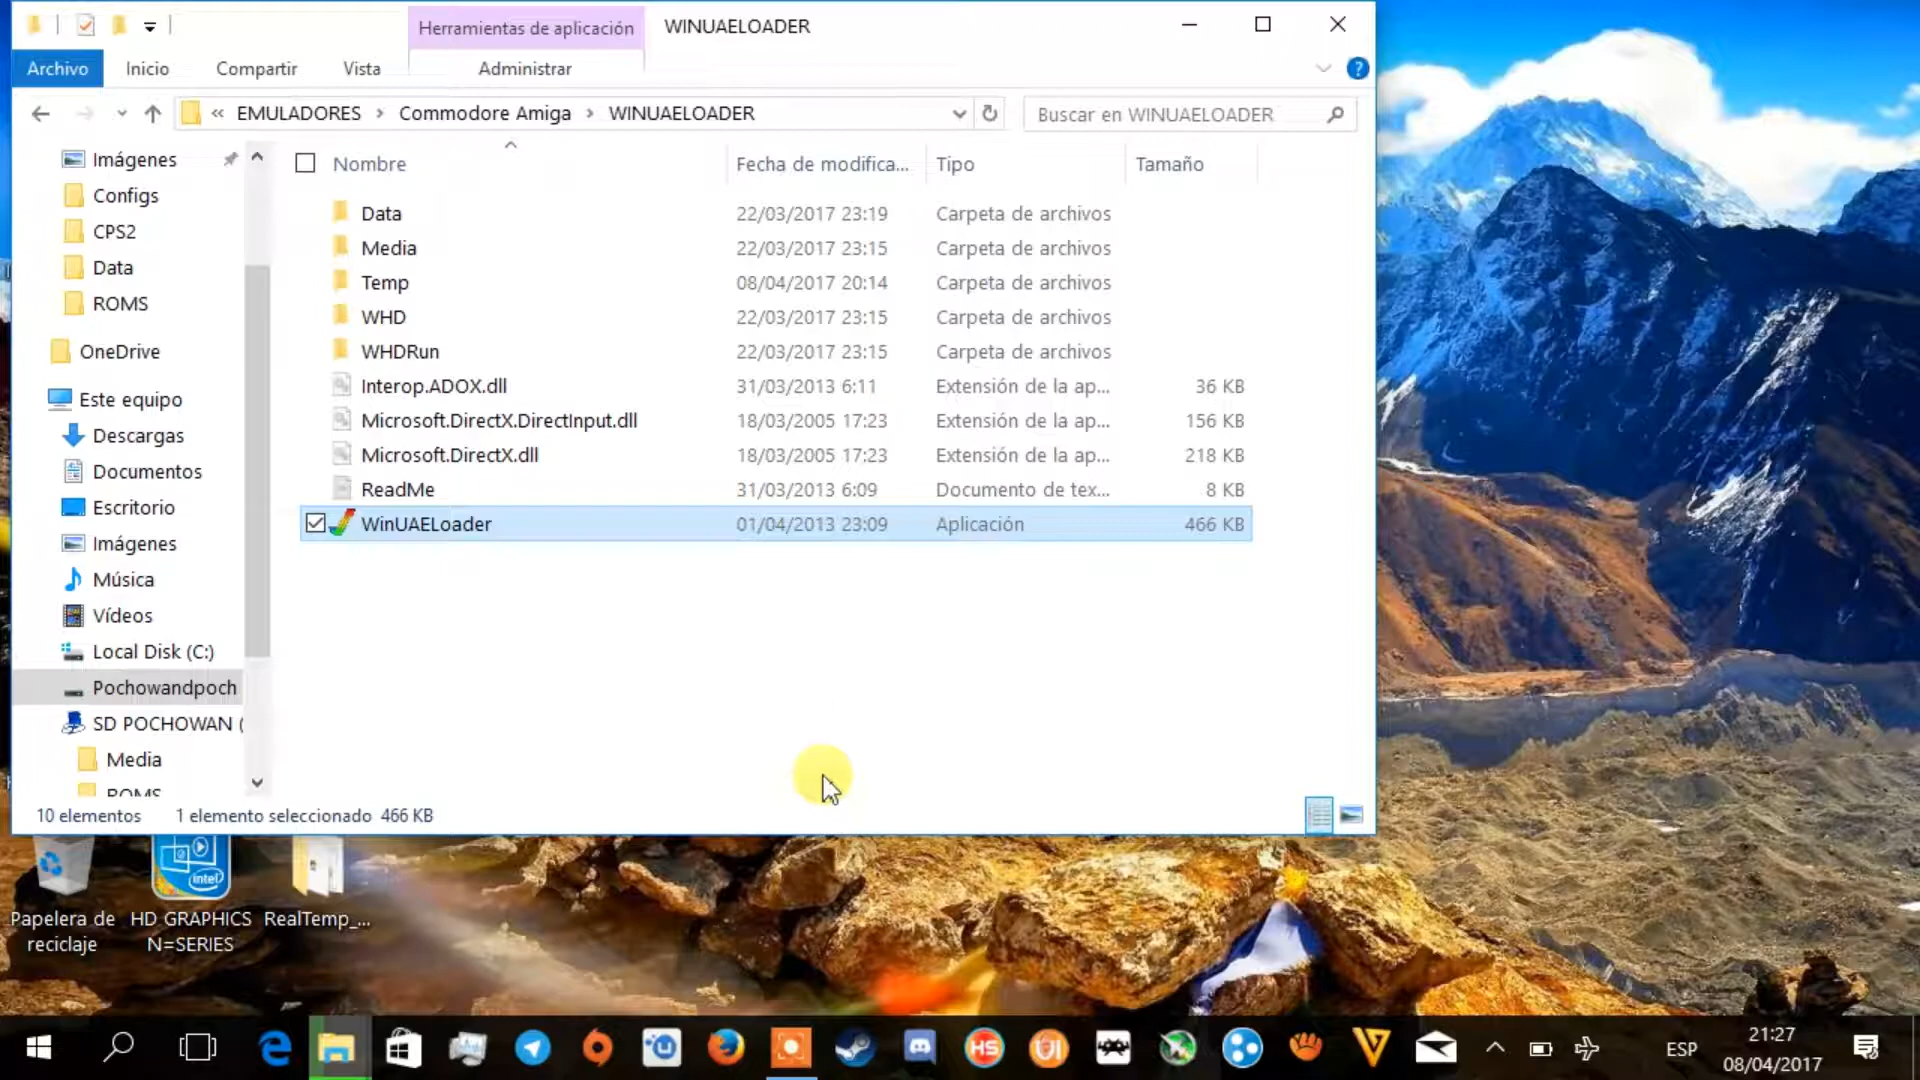 Herramientas de aplicación
WINUAELOADER
Archivo
Inicio
Compartir
Vista
Administrar
« EMULADORES > Commodore Amiga > WINUAELOADER
Buscar en WINUAELOADER
Imágenes
Configs
CPS2
Data
ROMS
OneDrive
Este equipo
Descargas
Documentos
Escritorio
Imágenes
Música
Vídeos
Local Disk (C:)
Pochowandpoch
SD POCHOWAN (
Media
ROMS
Nombre Fecha de modifica... Tipo Tamaño
Data 22/03/2017 23:19 Carpeta de archivos
Media 22/03/2017 23:15 Carpeta de archivos
Temp 08/04/2017 20:14 Carpeta de archivos
WHD 22/03/2017 23:15 Carpeta de archivos
WHDRun 22/03/2017 23:15 Carpeta de archivos
Interop.ADOX.dll 31/03/2013 6:11 Extensión de la ap... 36 KB
Microsoft.DirectX.DirectInput.dll 18/03/2005 17:23 Extensión de la ap... 156 KB
Microsoft.DirectX.dll 18/03/2005 17:23 Extensión de la ap... 218 KB
ReadMe 31/03/2013 6:09 Documento de tex... 8 KB
WinUAELoader 01/04/2013 23:09 Aplicación 466 KB
10 elementos 1 elemento seleccionado 466 KB
intel
Papelera de
reciclaje
HD GRAPHICS
N=SERIES
RealTemp_...
HS
ESP
21:27
08/04/2017